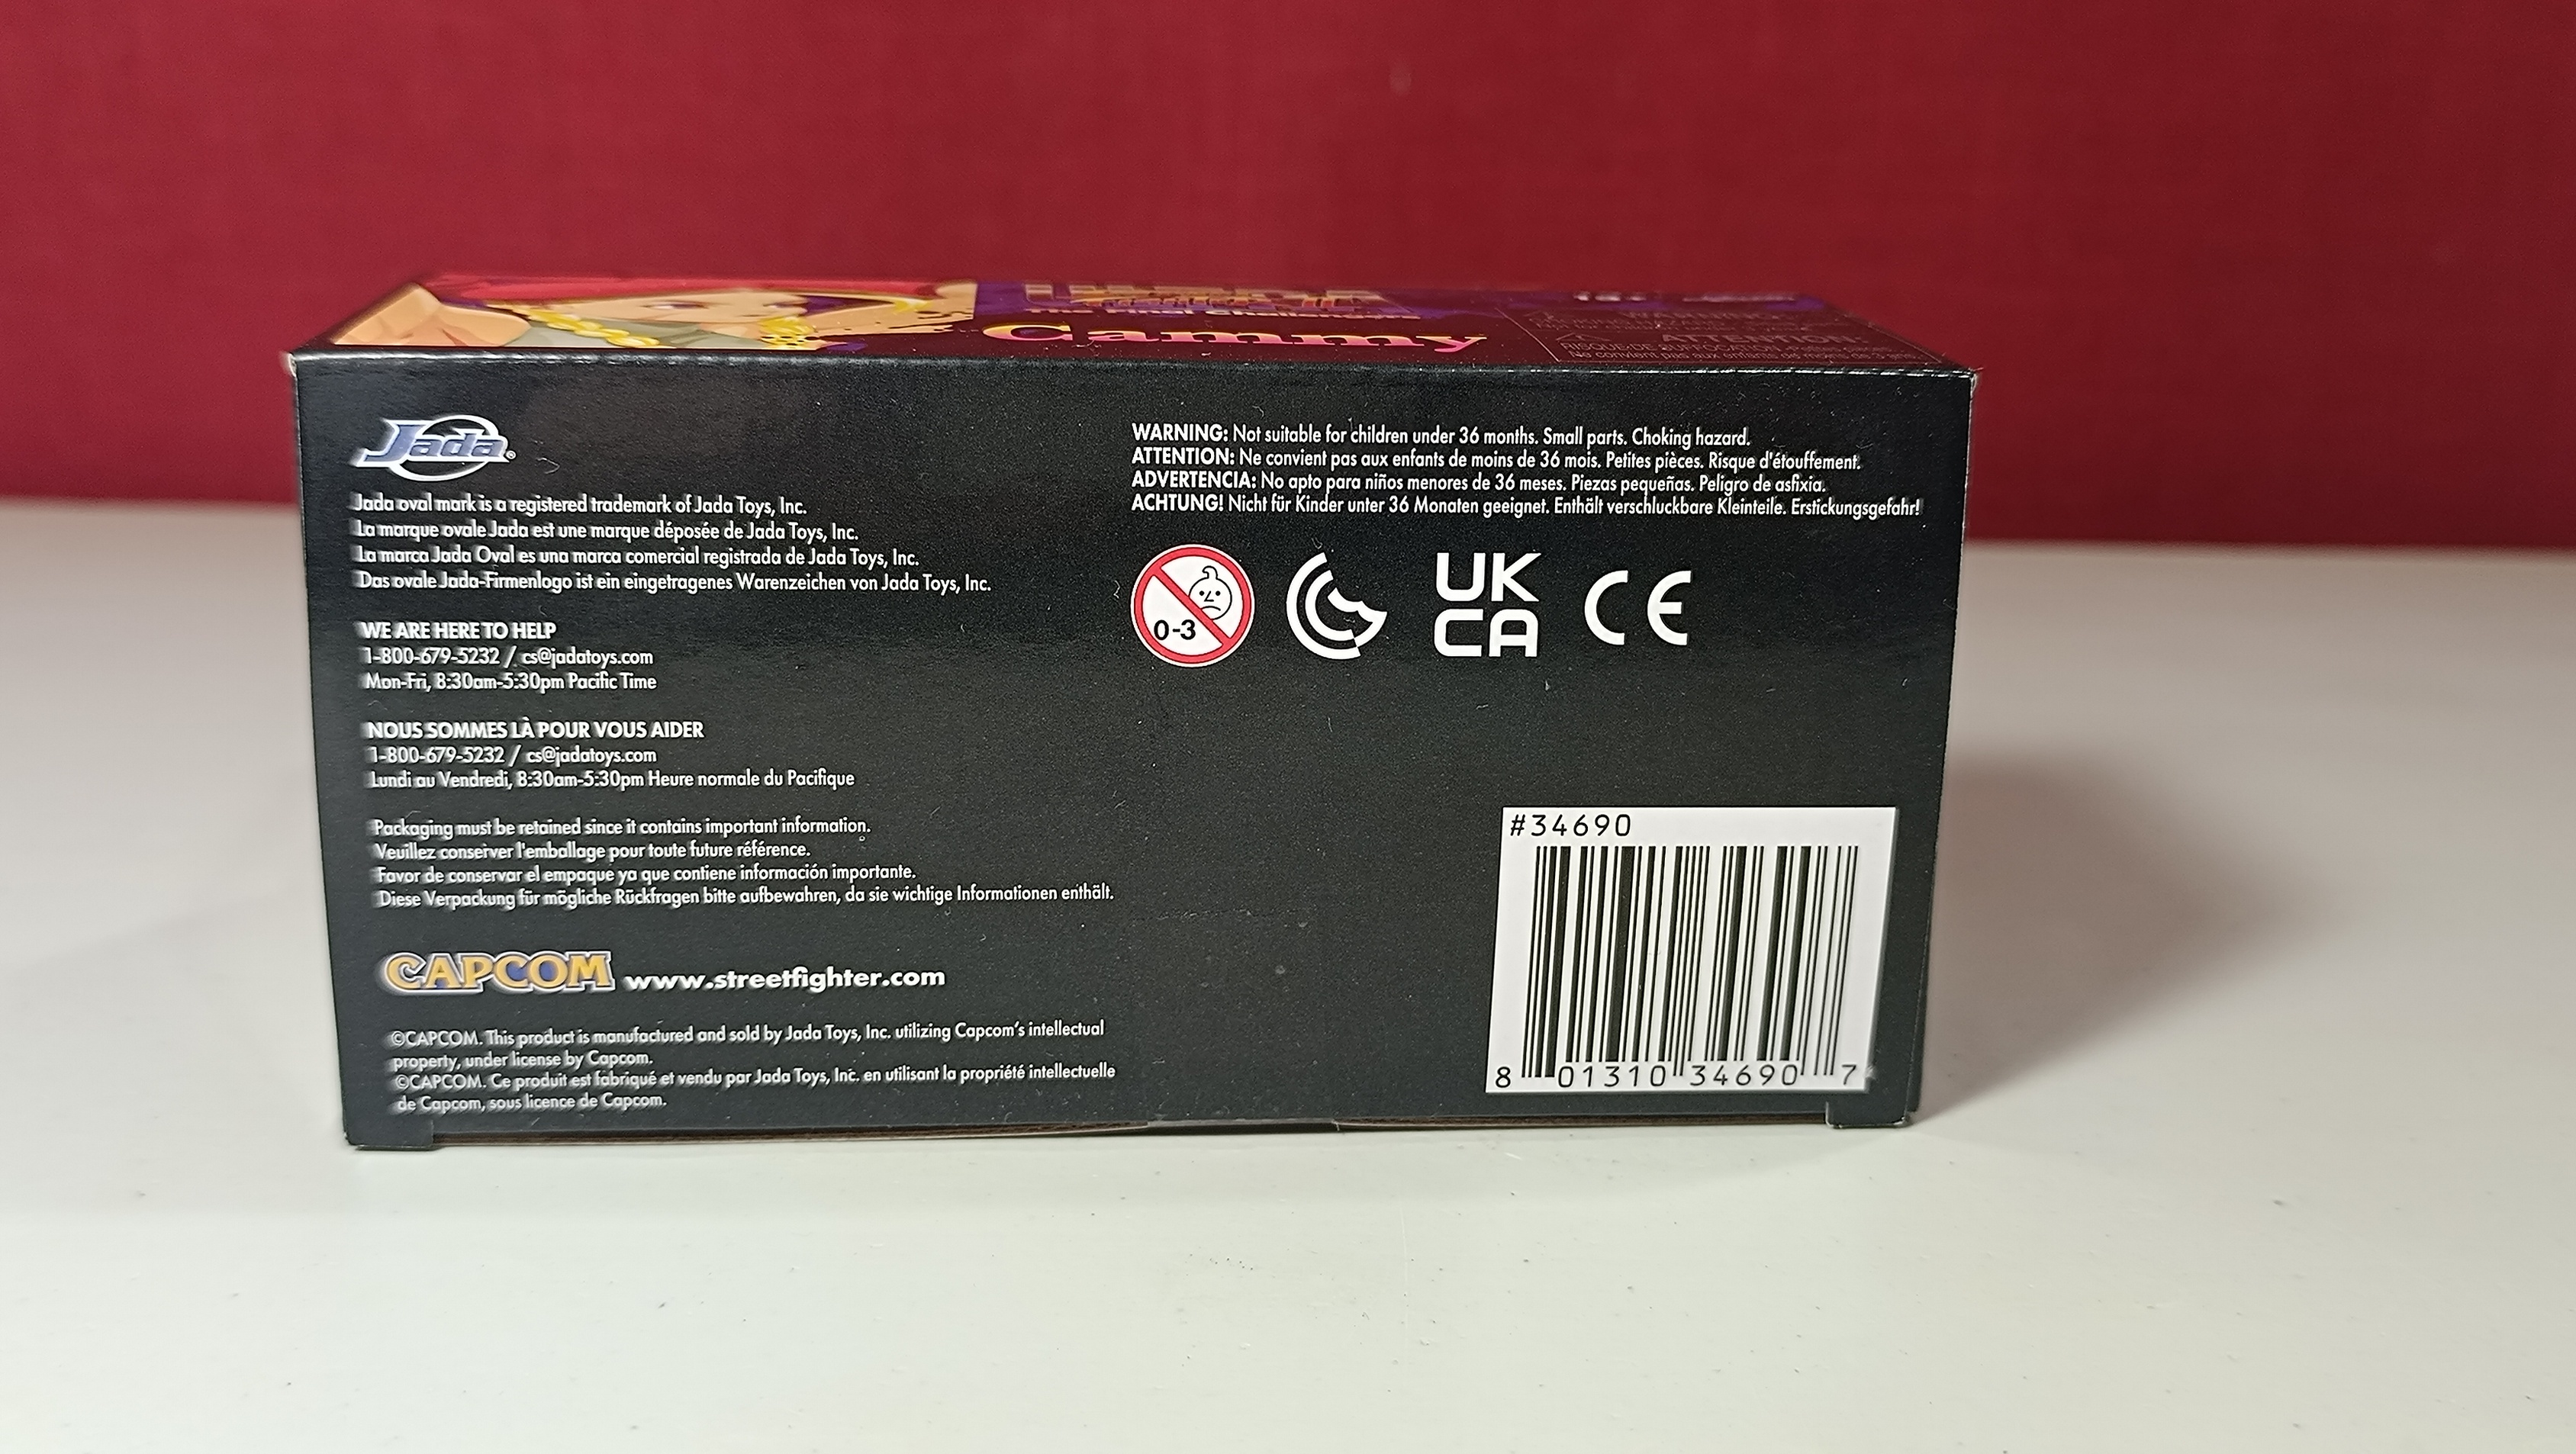 The Final Challengers
Cammy
ATTENTION:
Jada®
Jada oval mark is a registered trademark of Jada Toys, Inc.
La marque ovale Jada est une marque déposée de Jada Toys, Inc.
La marca Jada Oval es una marca comercial registrada de Jada Toys, Inc.
Das ovale Jada-Firmenlogo ist ein eingetragenes Warenzeichen von Jada Toys, Inc.
WE ARE HERE TO HELP
1-800-679-5232 / cs@jadatoys.com
Mon-Fri, 8:30am-5:30pm Pacific Time
NOUS SOMMES LÀ POUR VOUS AIDER
1-800-679-5232 / cs@jadatoys.com
Lundi au Vendredi, 8:30am-5:30pm Heure normale du Pacifique
Packaging must be retained since it contains important information.
Veuillez conserver l'emballage pour toute future référence.
Favor de conservar el empaque ya que contiene información importante.
Diese Verpackung für mögliche Rückfragen bitte aufbewahren, da sie wichtige Informationen enthält.
CAPCOM www.streetfighter.com
©CAPCOM. This product is manufactured and sold by Jada Toys, Inc. utilizing Capcom's intellectual
property, under license by Capcom.
©CAPCOM. Ce produit est fabriqué et vendu par Jada Toys, Inc. en utilisant la propriété intellectuelle
de Capcom, sous licence de Capcom.
WARNING: Not suitable for children under 36 months. Small parts. Choking hazard.
ATTENTION: Ne convient pas aux enfants de moins de 36 mois. Petites pièces. Risque d'étouffement.
ADVERTENCIA: No apto para niños menores de 36 meses. Piezas pequeñas. Peligro de asfixia.
ACHTUNG! Nicht für Kinder unter 36 Monaten geeignet. Enthält verschluckbare Kleinteile. Erstickungsgefahr!
0-3
UK
CA
CE
#34690
8 01310 34690 7